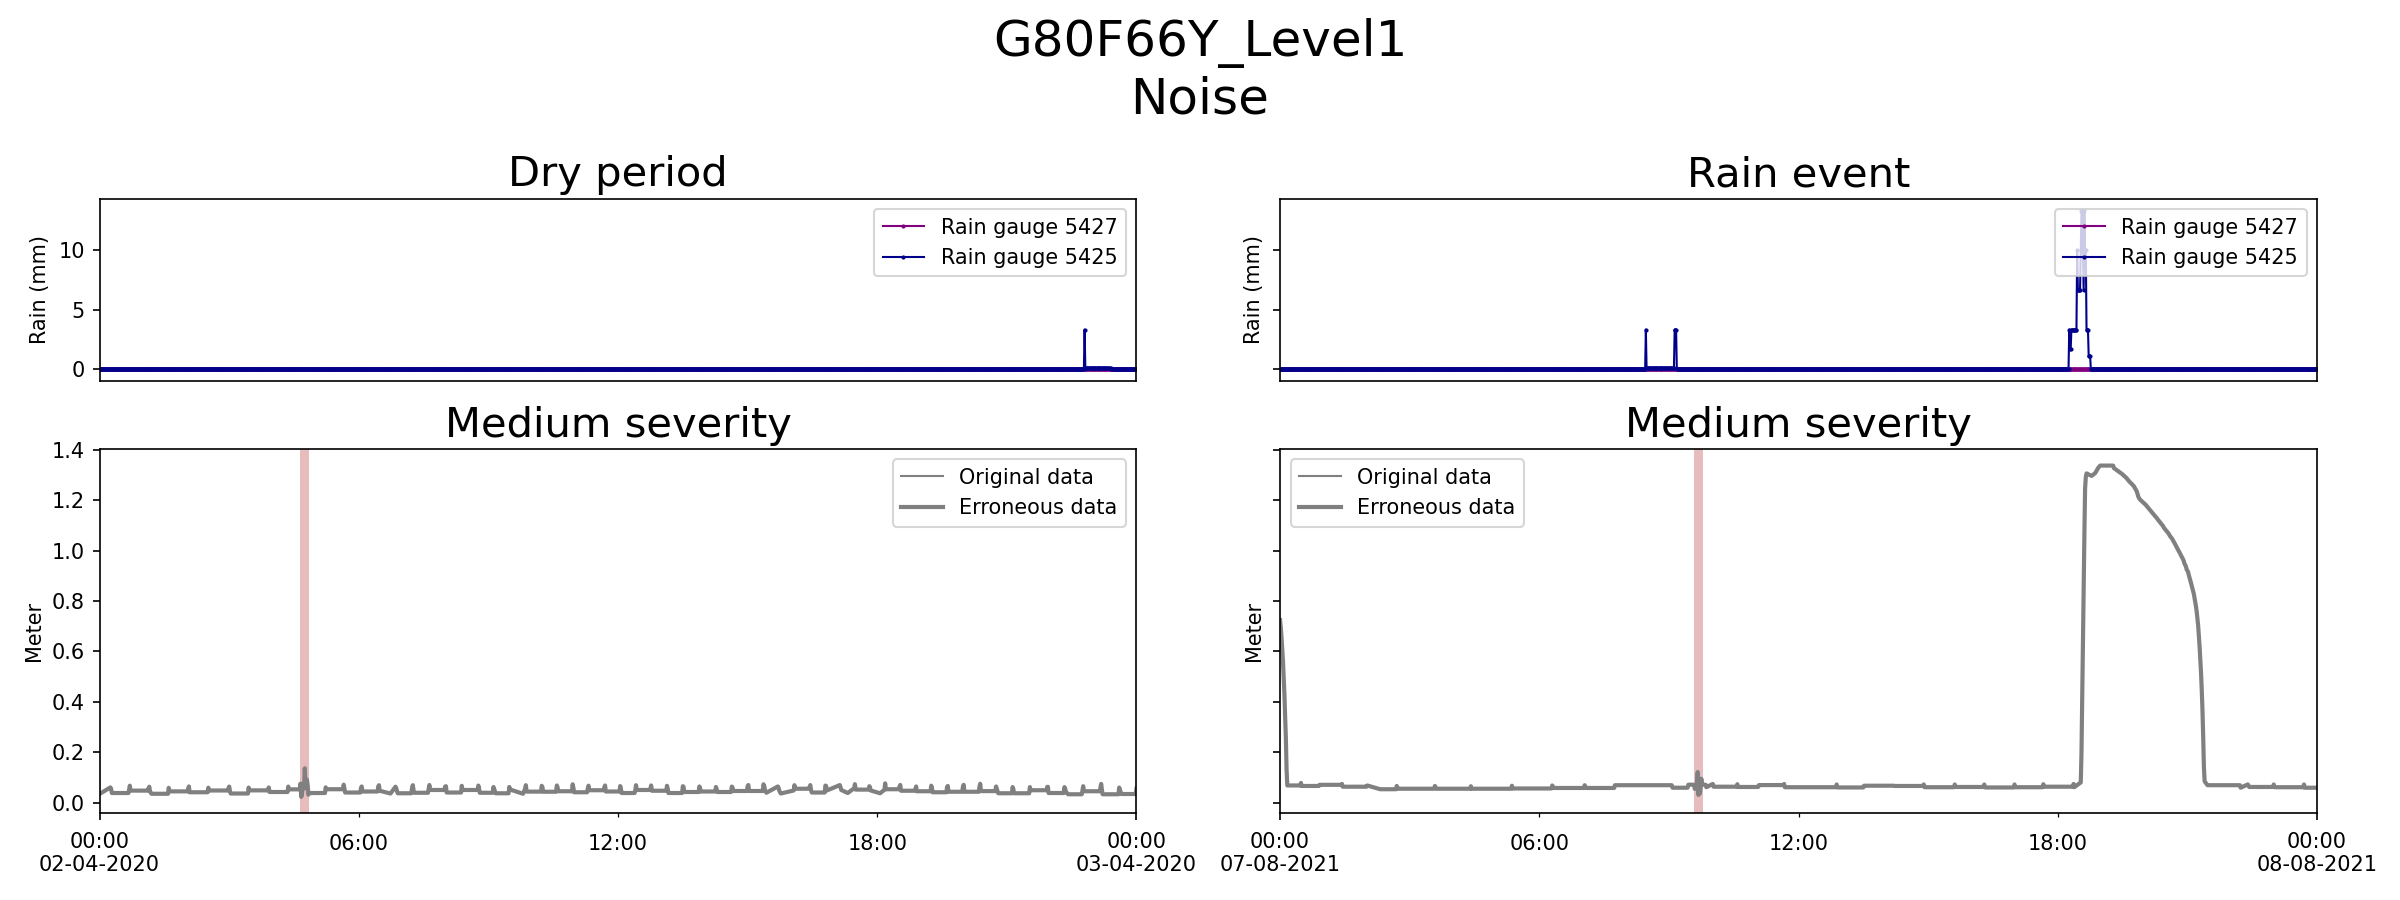 G80F66Y_Level1
Noise
Dry period
Rain event
Rain (mm)
10
5
0
Rain gauge 5427
Rain gauge 5425
Rain (mm)
Rain gauge 5427
Rain gauge 5425
Medium severity
Medium severity
Meter
1.4
1.2
1.0
0.8
0.6
0.4
0.2
0.0
Original data
Erroneous data
Meter
Original data
Erroneous data
00:00
02-04-2020
06:00
12:00
18:00
00:00
03-04-2020
00:00
07-08-2021
06:00
12:00
18:00
00:00
08-08-2021